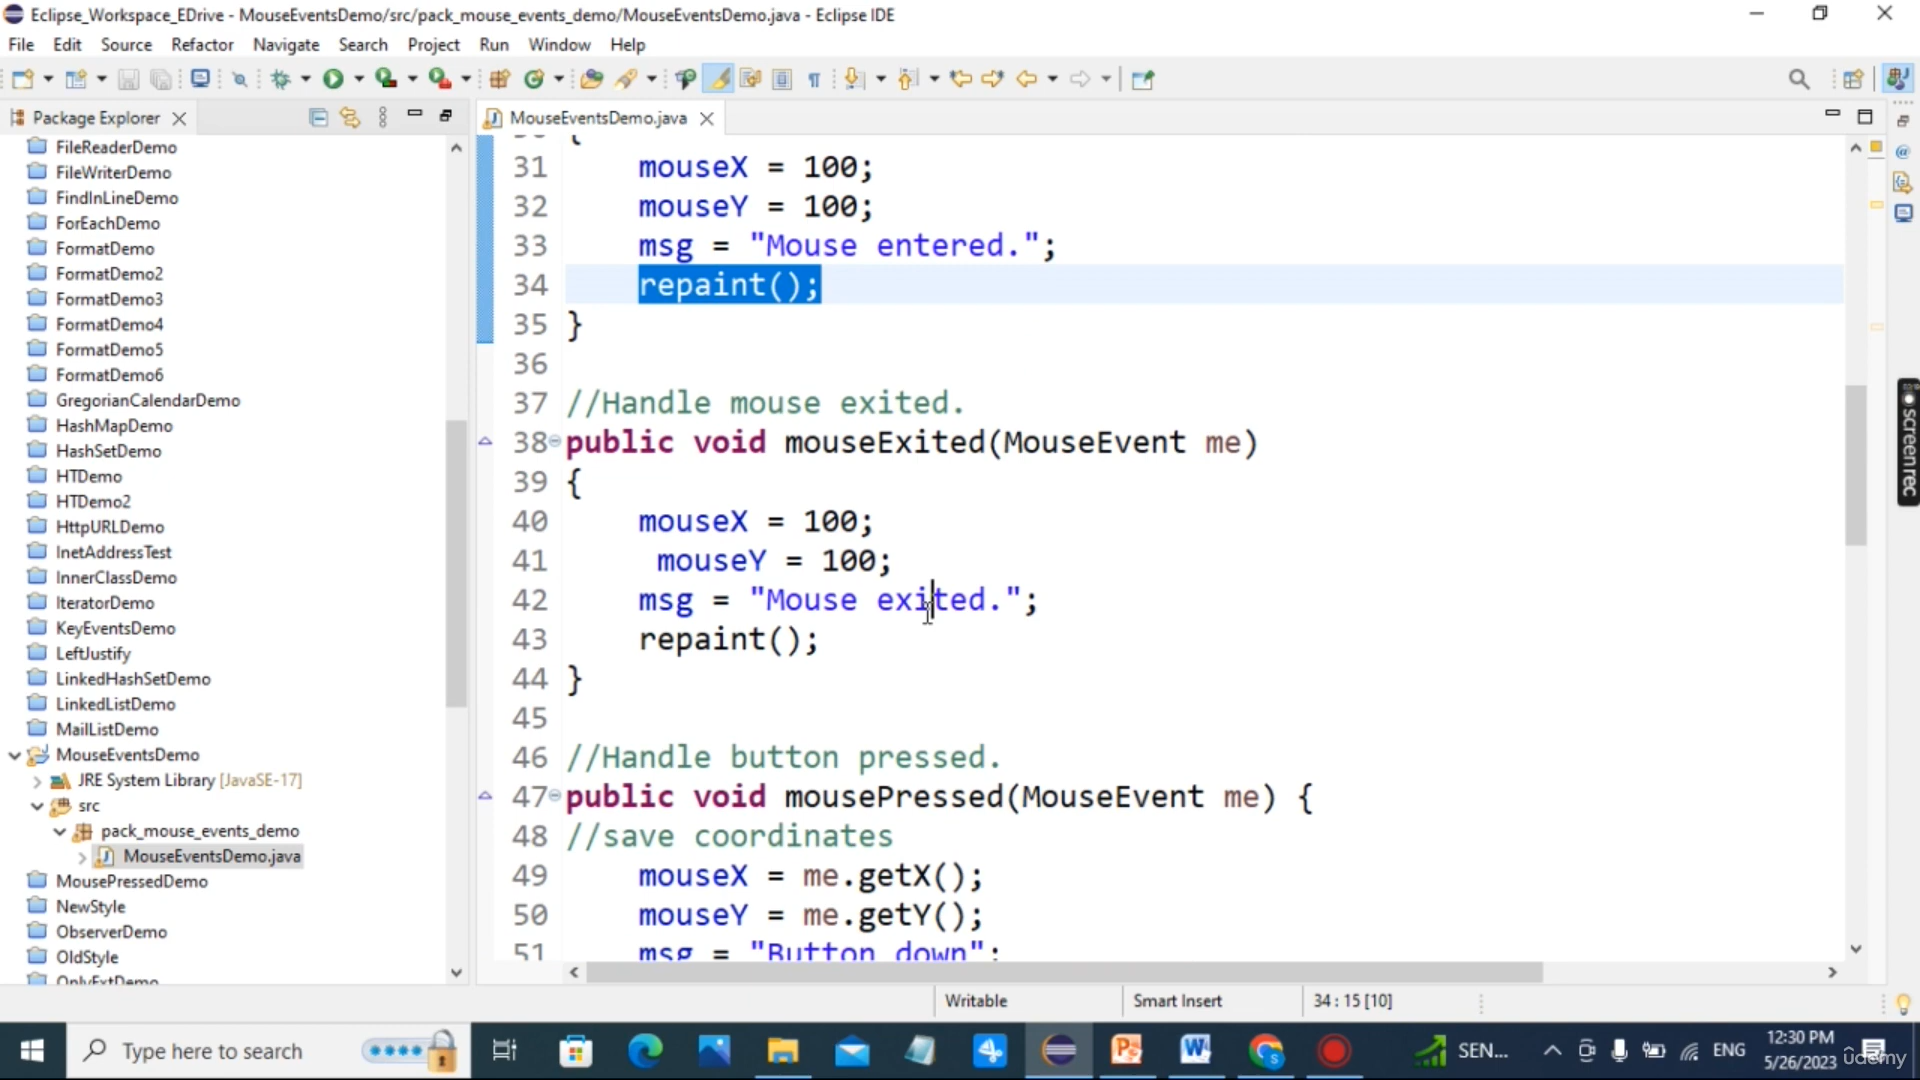 Eclipse_Workspace_EDrive - MouseEventsDemo/src/pack_mouse_events_demo/MouseEventsDemo.java - Eclipse IDE
File Edit Source Refactor Navigate Search Project Run Window Help
Package Explorer
MouseEventsDemo.java
FileReaderDemo
FileWriterDemo
FindInLineDemo
ForEachDemo
FormatDemo
FormatDemo2
FormatDemo3
FormatDemo4
FormatDemo5
FormatDemo6
GregorianCalendarDemo
HashMapDemo
HashSetDemo
HTDemo
HTDemo2
HttpURLDemo
InetAddressTest
InnerClassDemo
IteratorDemo
KeyEventsDemo
LeftJustify
LinkedHashSetDemo
LinkedListDemo
MailListDemo
MouseEventsDemo
JRE System Library [JavaSE-17]
src
pack_mouse_events_demo
MouseEventsDemo.java
MousePressedDemo
NewStyle
ObserverDemo
OldStyle
OnlyExtDemo
30 {
31 mouseX = 100;
32 mouseY = 100;
33 msg = "Mouse entered.";
34 repaint();
35 }
36
37 //Handle mouse exited.
38 public void mouseExited(MouseEvent me)
39 {
40 mouseX = 100;
41 mouseY = 100;
42 msg = "Mouse exited.";
43 repaint();
44 }
45
46 //Handle button pressed.
47 public void mousePressed(MouseEvent me) {
48 //save coordinates
49 mouseX = me.getX();
50 mouseY = me.getY();
51 msg = "Button down";
screenrec
Writable Smart Insert 34 : 15 [10]
Type here to search
SEN...
ENG
12:30 PM
5/26/2023
ûdemy